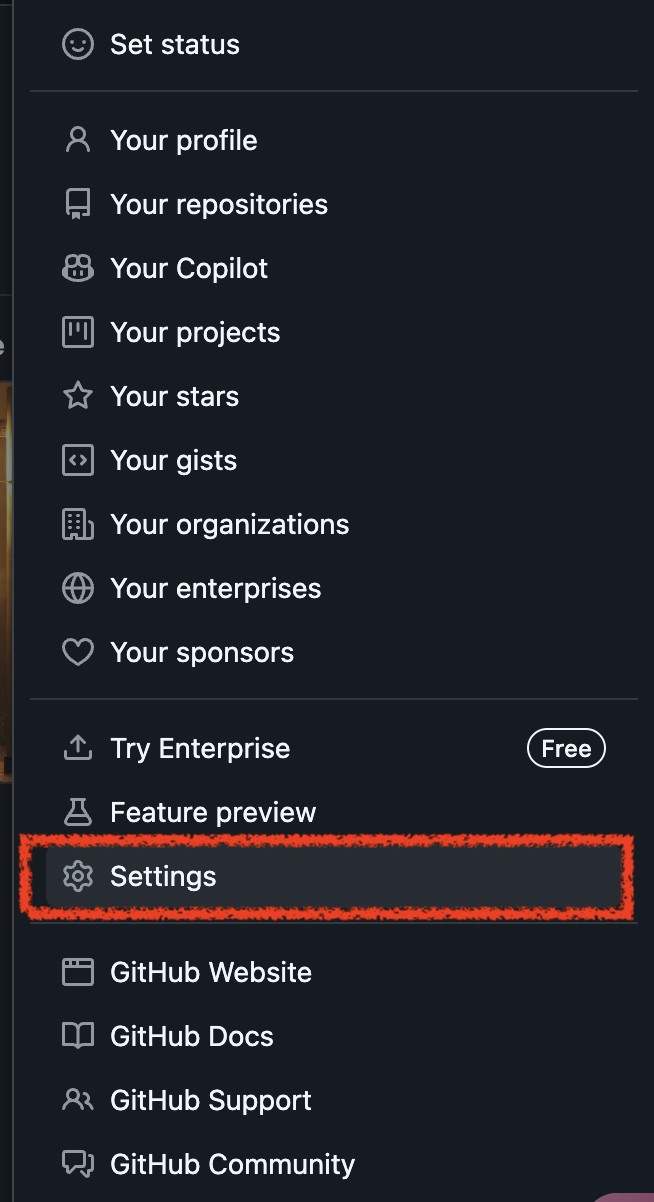 Set status
Your profile
Your repositories
Your Copilot
Your projects
Your stars
Your gists
Your organizations
Your enterprises
Your sponsors
Try Enterprise Free
Feature preview
Settings
GitHub Website
GitHub Docs
GitHub Support
GitHub Community